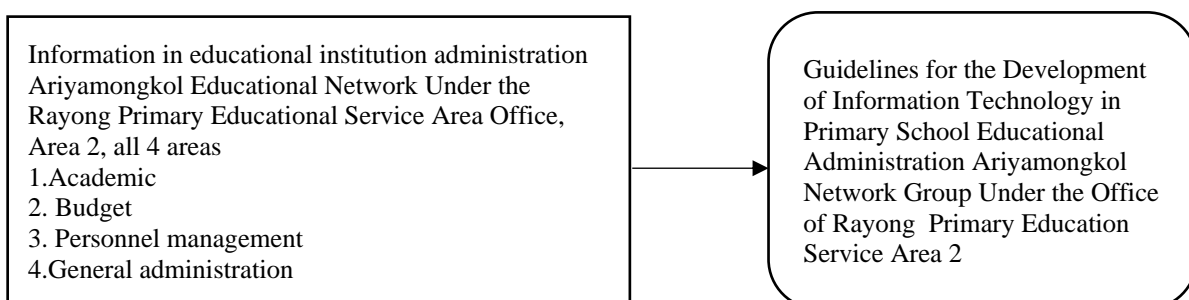 Information in educational institution administration
Ariyamongkol Educational Network Under the
Rayong Primary Educational Service Area Office,
Area 2, all 4 areas
1.Academic
2. Budget
3. Personnel management
4.General administration
Guidelines for the Development
of Information Technology in
Primary School Educational
Administration Ariyamongkol
Network Group Under the Office
of Rayong Primary Education
Service Area 2